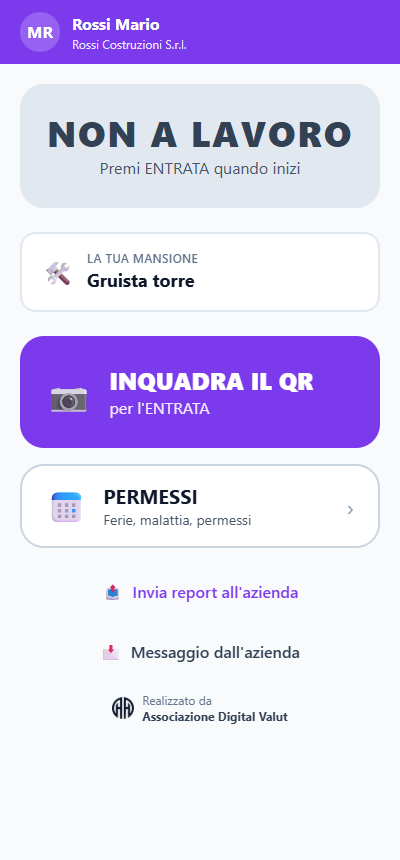 MR
Rossi Mario
Rossi Costruzioni S.r.l.
NON A LAVORO
Premi ENTRATA quando inizi
LA TUA MANSIONE
Gruista torre
INQUADRA IL QR
per l'ENTRATA
PERMESSI
Ferie, malattia, permessi
›
Invia report all'azienda
Messaggio dall'azienda
Realizzato da
Associazione Digital Valut